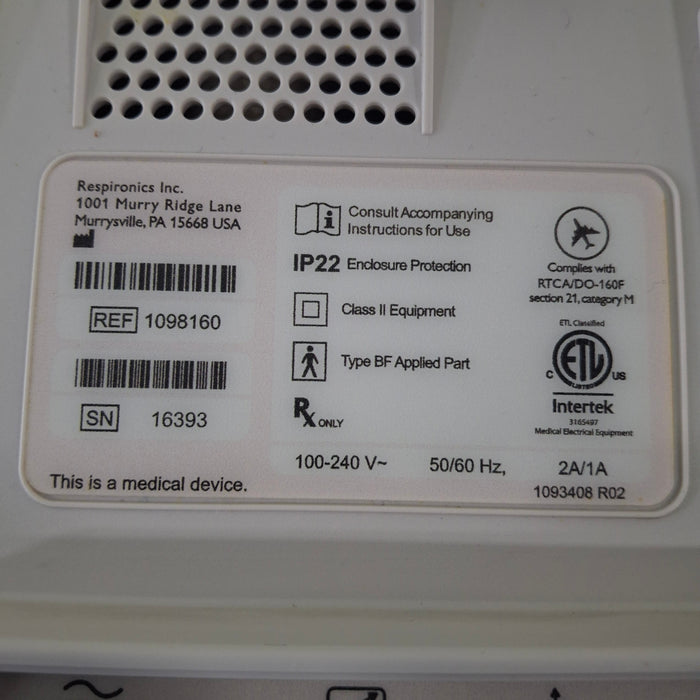 Respironics Inc.
1001 Murry Ridge Lane
Murrysville, PA 15668 USA
REF 1098160
SN 16393
This is a medical device.
Consult Accompanying
Instructions for Use
IP22 Enclosure Protection
Class II Equipment
Type BF Applied Part
Rx ONLY
100-240 V~ 50/60 Hz, 2A/1A
1093408 R02
Complies with
RTCA/DO-160F
section 21, category M
ETL Classified
C ETL US
LISTED
Intertek
3165497
Medical Electrical Equipment